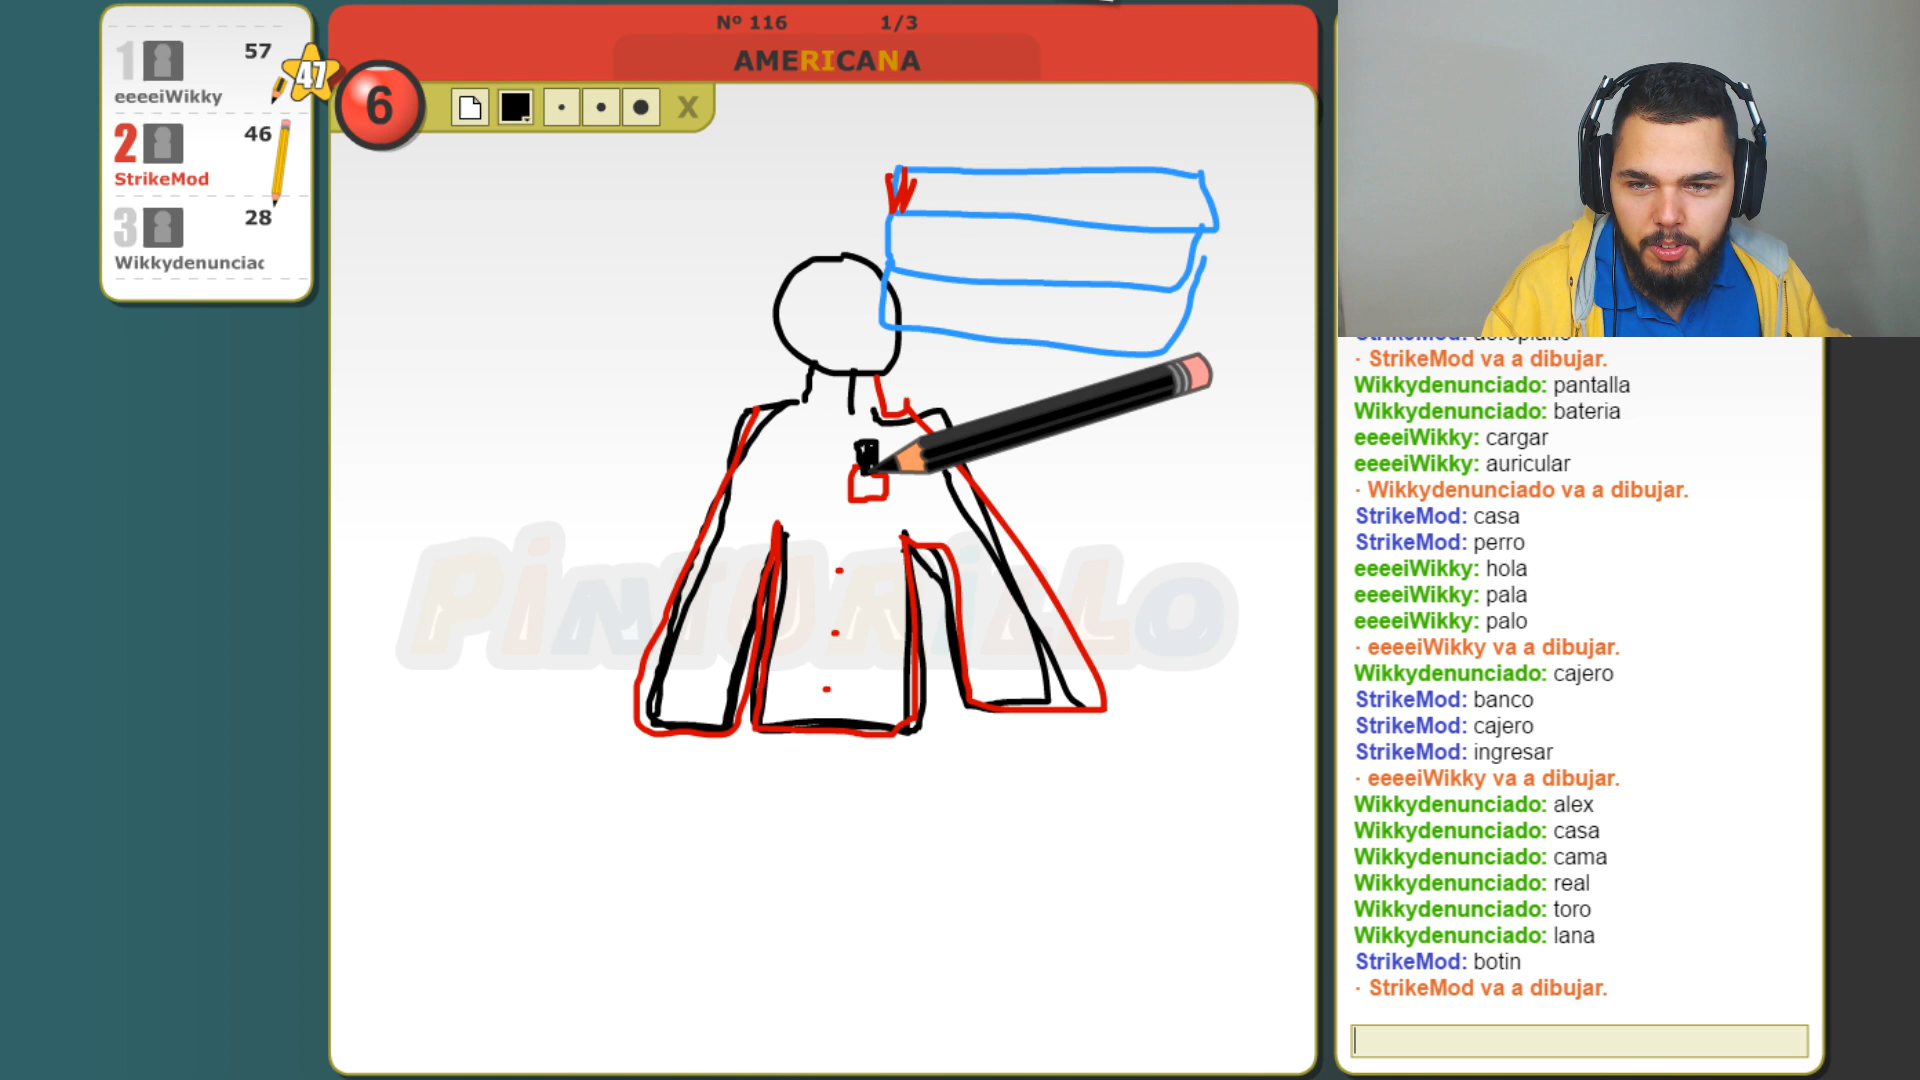 Nº 116 1/3
AMERICANA
1 57
eeeeiWikky
47
2 46
StrikeMod
3 28
Wikkydenunciac
6
X
PINTURILLO
· StrikeMod va a dibujar.
Wikkydenunciado: pantalla
Wikkydenunciado: bateria
eeeeiWikky: cargar
eeeeiWikky: auricular
· Wikkydenunciado va a dibujar.
StrikeMod: casa
StrikeMod: perro
eeeeiWikky: hola
eeeeiWikky: pala
eeeeiWikky: palo
· eeeeiWikky va a dibujar.
Wikkydenunciado: cajero
StrikeMod: banco
StrikeMod: cajero
StrikeMod: ingresar
· eeeeiWikky va a dibujar.
Wikkydenunciado: alex
Wikkydenunciado: casa
Wikkydenunciado: cama
Wikkydenunciado: real
Wikkydenunciado: toro
Wikkydenunciado: lana
StrikeMod: botin
· StrikeMod va a dibujar.